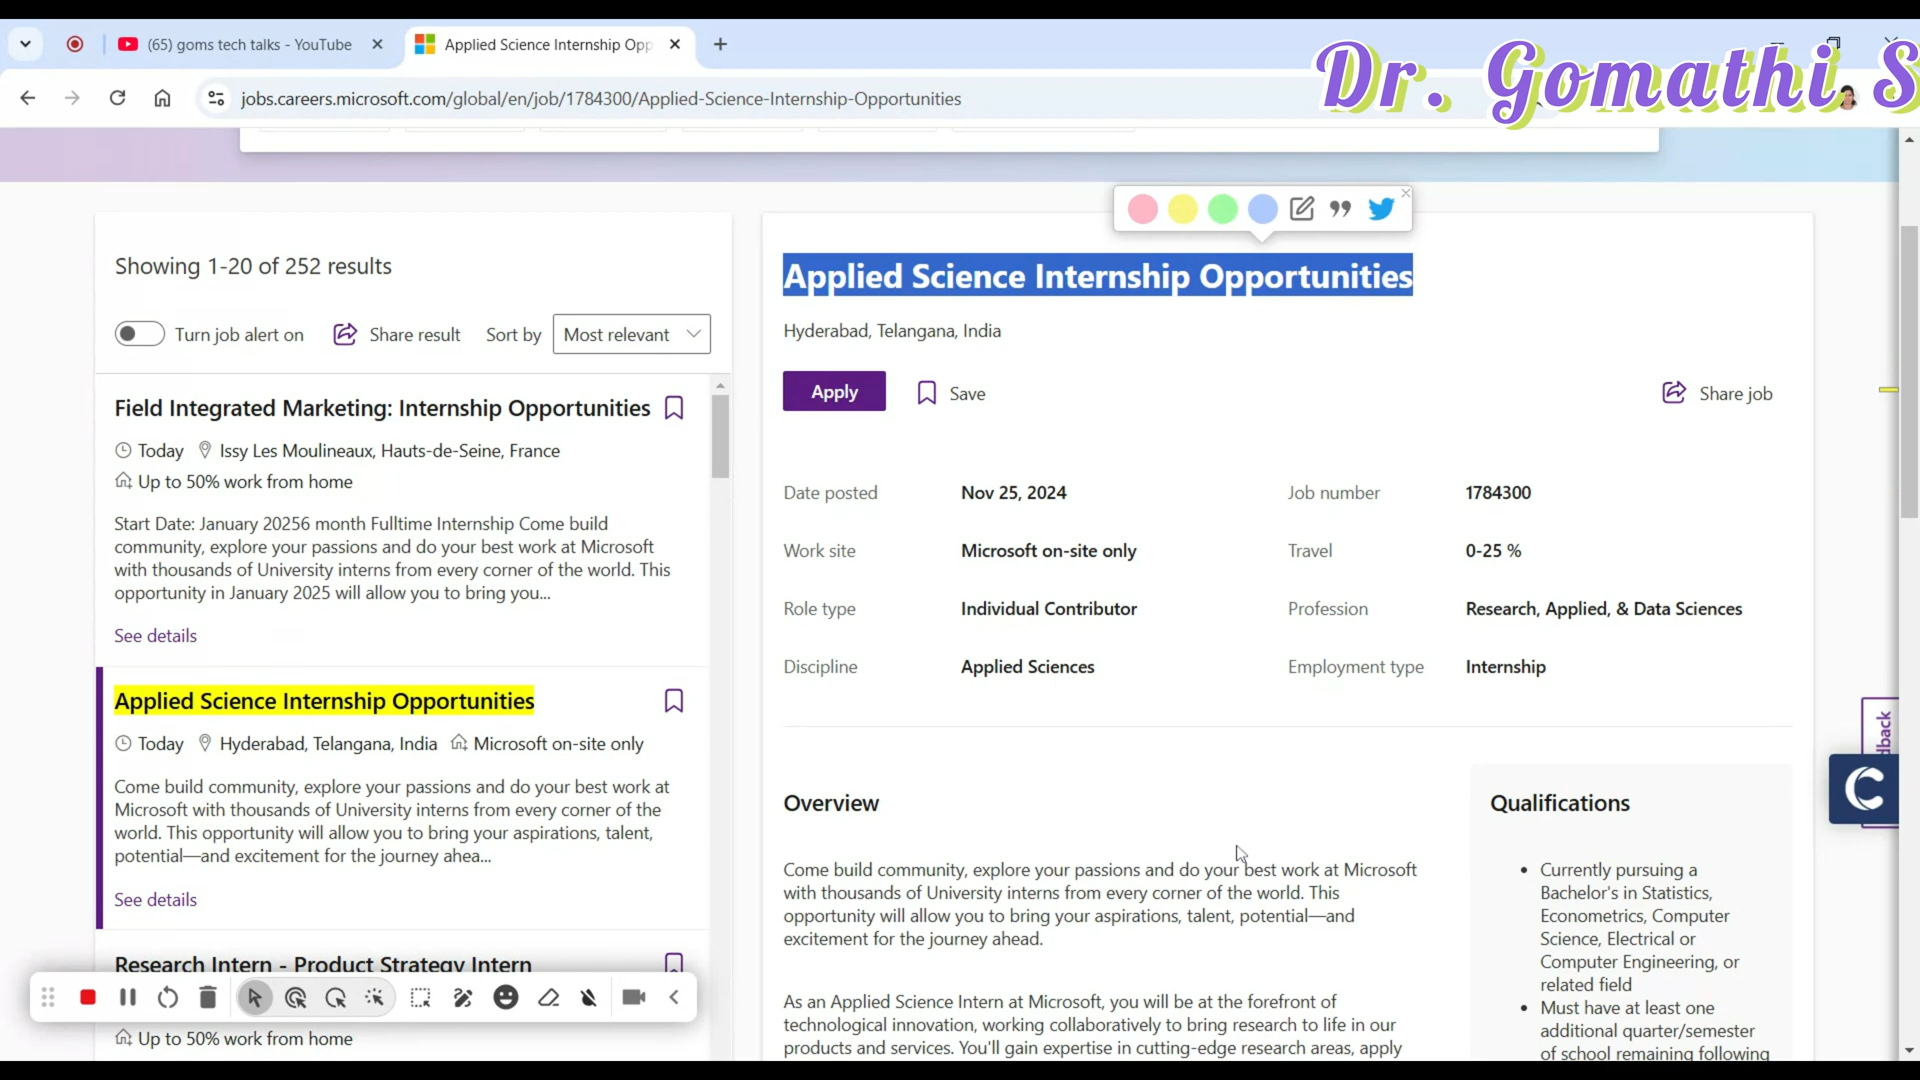 (65) goms tech talks - YouTube
Applied Science Internship Opp
jobs.careers.microsoft.com/global/en/job/1784300/Applied-Science-Internship-Opportunities
Dr. Gomathi S
Showing 1-20 of 252 results
Turn job alert on
Share result
Sort by
Most relevant
Field Integrated Marketing: Internship Opportunities
Today
Issy Les Moulineaux, Hauts-de-Seine, France
Up to 50% work from home
Start Date: January 20256 month Fulltime Internship Come build
community, explore your passions and do your best work at Microsoft
with thousands of University interns from every corner of the world. This
opportunity in January 2025 will allow you to bring you...
See details
Applied Science Internship Opportunities
Today
Hyderabad, Telangana, India
Microsoft on-site only
Come build community, explore your passions and do your best work at
Microsoft with thousands of University interns from every corner of the
world. This opportunity will allow you to bring your aspirations, talent,
potential—and excitement for the journey ahea...
See details
Research Intern - Product Strategy Intern
Up to 50% work from home
Applied Science Internship Opportunities
Hyderabad, Telangana, India
Apply
Save
Share job
Date posted
Nov 25, 2024
Job number
1784300
Work site
Microsoft on-site only
Travel
0-25 %
Role type
Individual Contributor
Profession
Research, Applied, & Data Sciences
Discipline
Applied Sciences
Employment type
Internship
Overview
Come build community, explore your passions and do your best work at Microsoft
with thousands of University interns from every corner of the world. This
opportunity will allow you to bring your aspirations, talent, potential—and
excitement for the journey ahead.
As an Applied Science Intern at Microsoft, you will be at the forefront of
technological innovation, working collaboratively to bring research to life in our
products and services. You'll gain expertise in cutting-edge research areas, apply
Qualifications
Currently pursuing a
Bachelor's in Statistics,
Econometrics, Computer
Science, Electrical or
Computer Engineering, or
related field
Must have at least one
additional quarter/semester
of school remaining following
dback